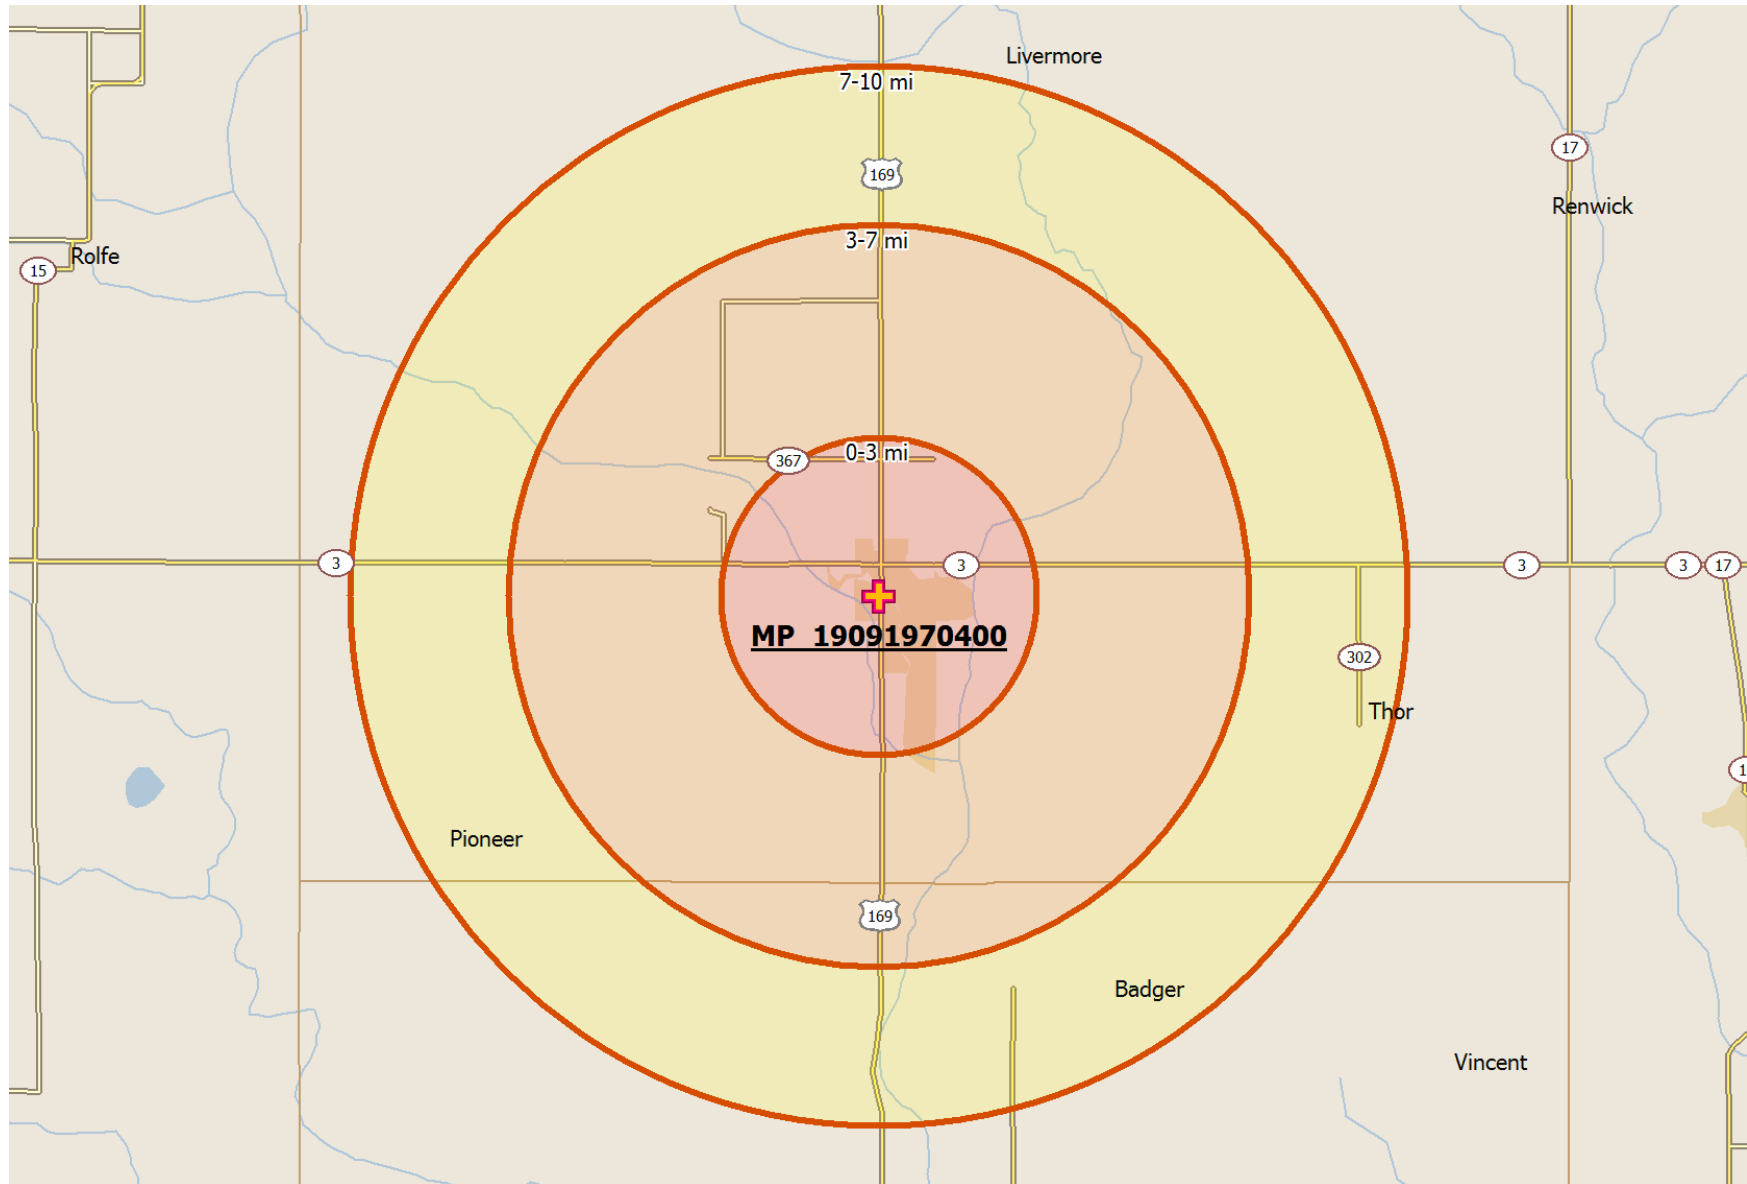 Livermore
7-10 mi
17
169
Renwick
3-7 mi
Rolfe
15
0-3 mi
367
3
3
3
3
17
MP 19091970400
302
Thor
1
Pioneer
169
Badger
Vincent